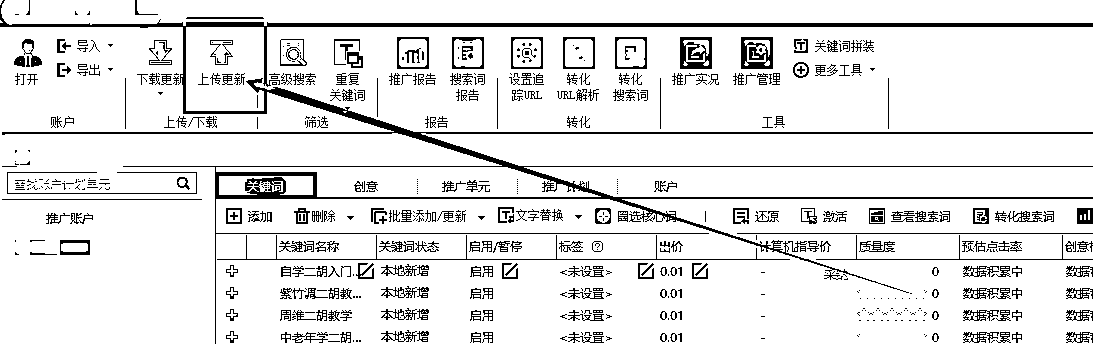 打开 导入 导出 下载更新 上传更新 高级搜索 重复关键词 推广报告 搜索词报告 设置追踪URL 转化URL解析 转化搜索词 推广实况 推广管理 关键词拼装 更多工具
账户 上传/下载 筛选 报告 转化 工具
关键词 创意 推广单元 推广计划 账户
推广账户
添加 删除 批量添加/更新 文字替换 圈选核心词 还原 激活 查看搜索词 转化搜索词
关键词名称 关键词状态 启用/暂停 标签 出价 计算机指导价 质量度 预估点击率
自学二胡入门... 本地新增 启用 <未设置> 0.01 - 0 数据积累中 数据
紫竹调二胡教... 本地新增 启用 <未设置> 0.01 - 0 数据积累中 数据
周维二胡教学 本地新增 启用 <未设置> 0.01 - 0 数据积累中 数据
中老年学二胡... 本地新增 启用 <未设置> 0.01 - 0 数据积累中 数据